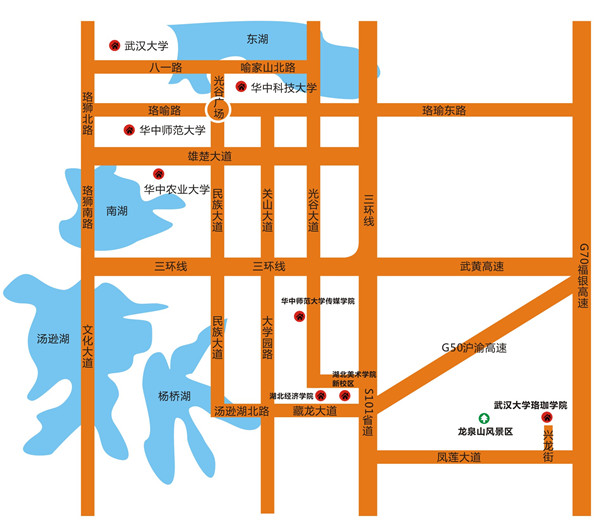 东湖
武汉大学
八一路
喻家山北路
光谷广场
华中科技大学
珞狮北路
珞喻路
珞瑜东路
华中师范大学
雄楚大道
华中农业大学
珞狮南路
南湖
民族大道
关山大道
光谷大道
三环线
三环线
三环线
武黄高速
G70福银高速
华中师范大学传媒学院
汤逊湖
文化大道
民族大道
大学园路
G50沪渝高速
杨桥湖
湖北美术学院
新校区
湖北经济学院
S101省道
汤逊湖北路
藏龙大道
武汉大学珞珈学院
龙泉山风景区
兴龙街
凤莲大道